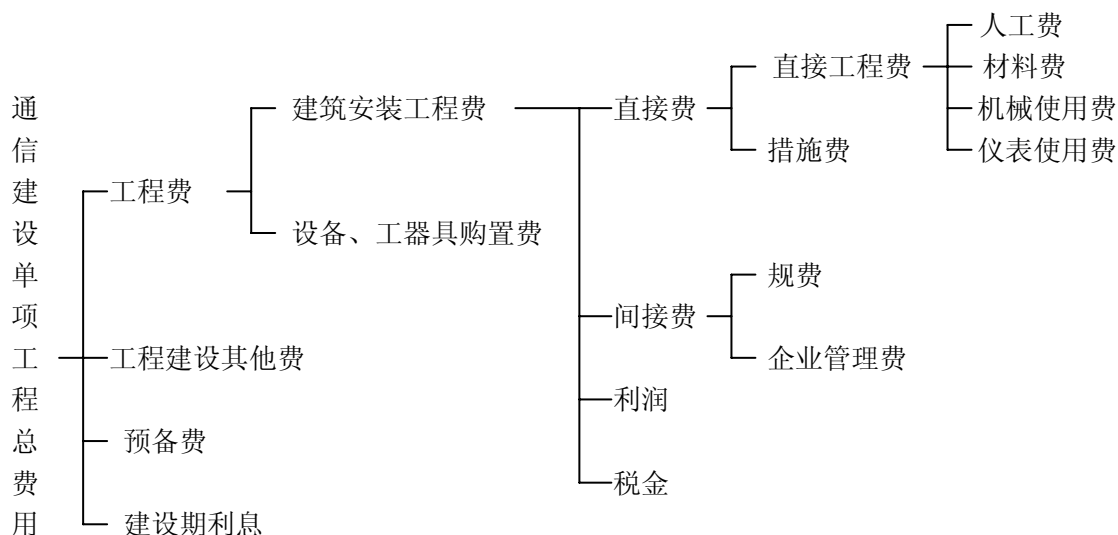 通信建设单项工程总费用
工程费
建筑安装工程费
直接费
直接工程费
人工费
材料费
机械使用费
仪表使用费
措施费
间接费
规费
企业管理费
利润
税金
设备、工器具购置费
工程建设其他费
预备费
建设期利息